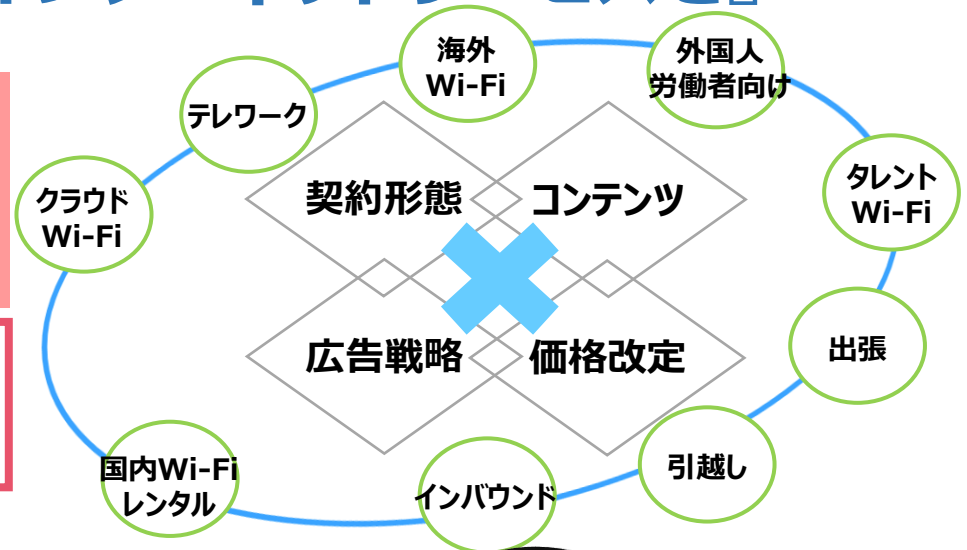 海外
Wi-Fi
外国人
労働者向け
テレワーク
クラウド
Wi-Fi
タレント
Wi-Fi
契約形態
コンテンツ
広告戦略
価格改定
出張
引越し
国内Wi-Fi
レンタル
インバウンド